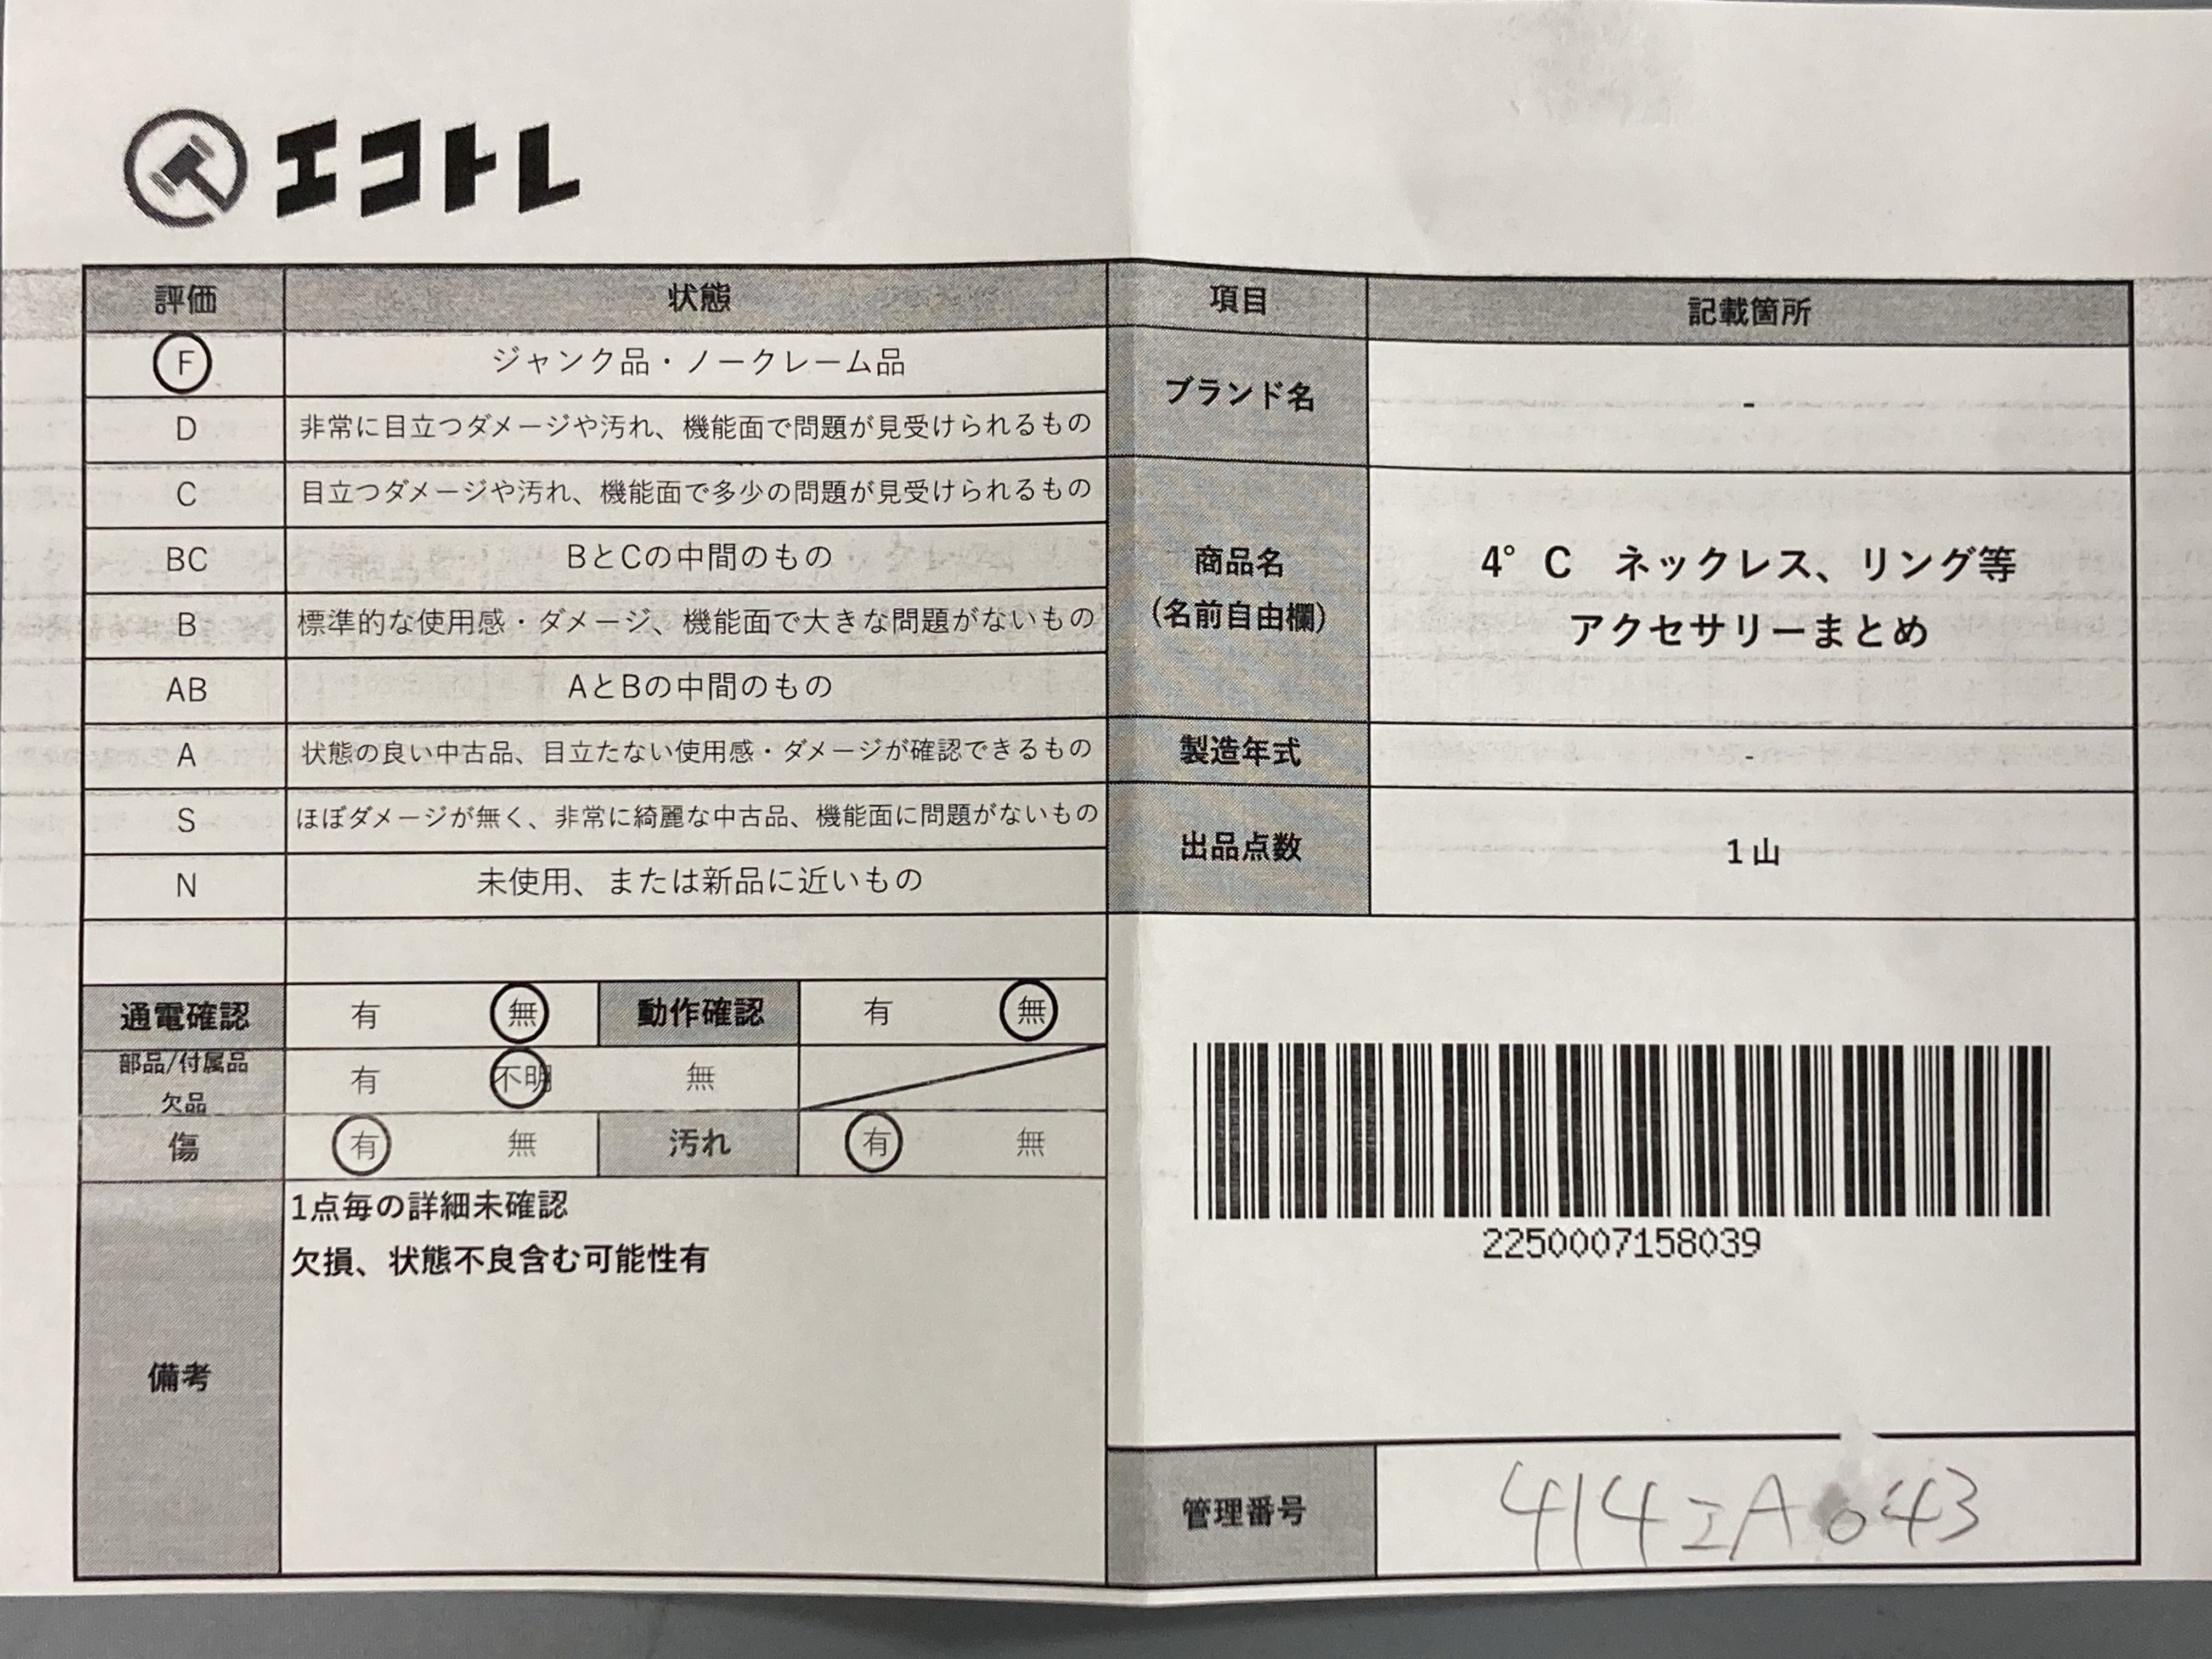 エコトレ
評価 状態 項目 記載箇所
F ジャンク品・ノークレーム品
D 非常に目立つダメージや汚れ、機能面で問題が見受けられるもの
C 目立つダメージや汚れ、機能面で多少の問題が見受けられるもの
BC BとCの中間のもの
B 標準的な使用感・ダメージ、機能面で大きな問題がないもの
AB AとBの中間のもの
A 状態の良い中古品、目立たない使用感・ダメージが確認できるもの
S ほぼダメージが無く、非常に綺麗な中古品、機能面に問題がないもの
N 未使用、または新品に近いもの
ブランド名 -
商品名
(名前自由欄)
4°C ネックレス、リング等
アクセサリーまとめ
製造年式 -
出品点数 1山
通電確認 有 無 動作確認 有 無
部品/付属品
欠品
有 不明 無
傷 有 無 汚れ 有 無
備考
1点毎の詳細未確認
欠損、状態不良含む可能性有
2250007158039
管理番号 414エA043